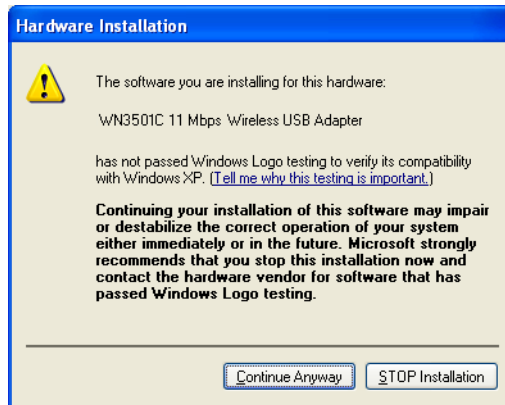 Hardware Installation
The software you are installing for this hardware:
WN3501C 11 Mbps Wireless USB Adapter
has not passed Windows Logo testing to verify its compatibility
with Windows XP. (Tell me why this testing is important.)
Continuing your installation of this software may impair
or destabilize the correct operation of your system
either immediately or in the future. Microsoft strongly
recommends that you stop this installation now and
contact the hardware vendor for software that has
passed Windows Logo testing.
Continue Anyway STOP Installation